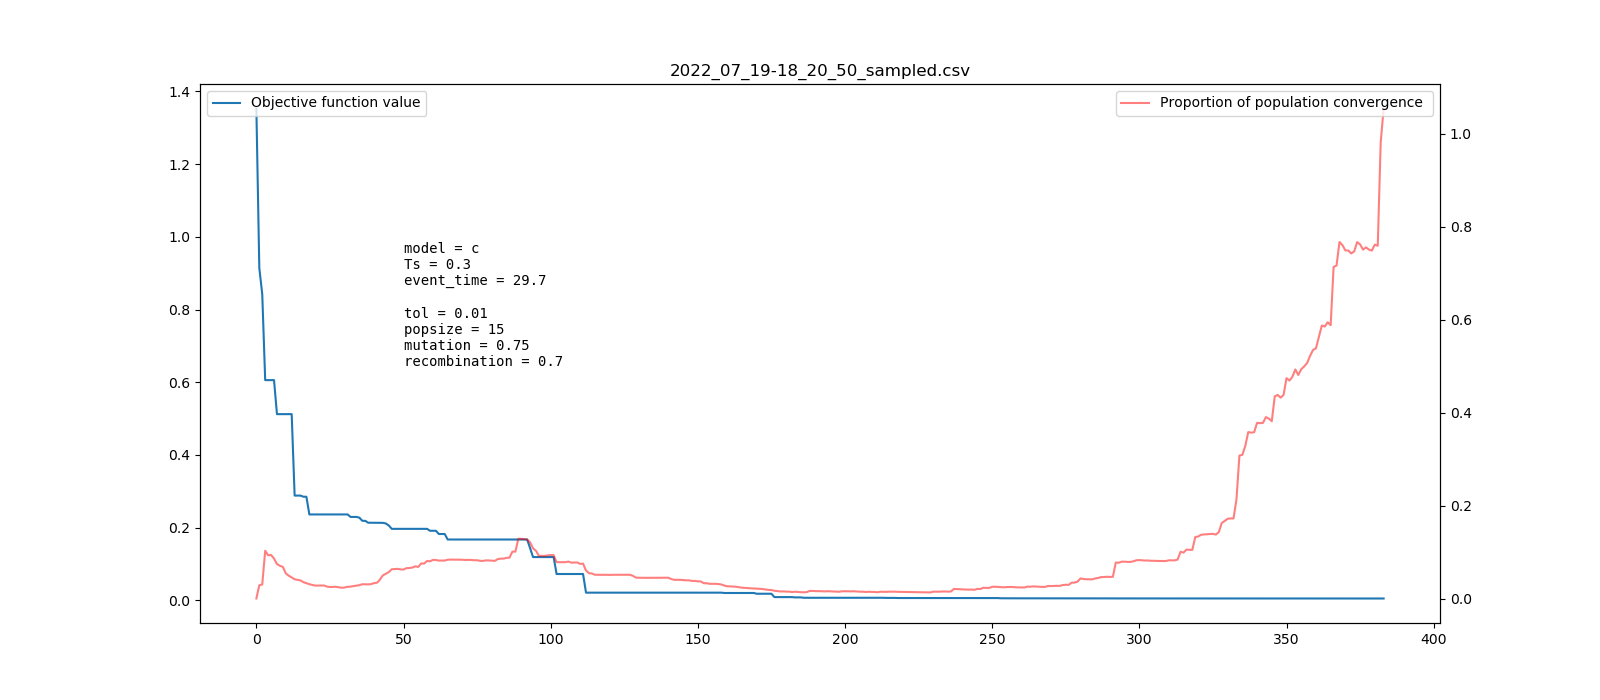 2022_07_19-18_20_50_sampled.csv
Objective function value
Proportion of population convergence
model = c
Ts = 0.3
event_time = 29.7
tol = 0.01
popsize = 15
mutation = 0.75
recombination = 0.7
1.4
1.2
1.0
0.8
0.6
0.4
0.2
0.0
1.0
0.8
0.6
0.4
0.2
0.0
0 50 100 150 200 250 300 350 400